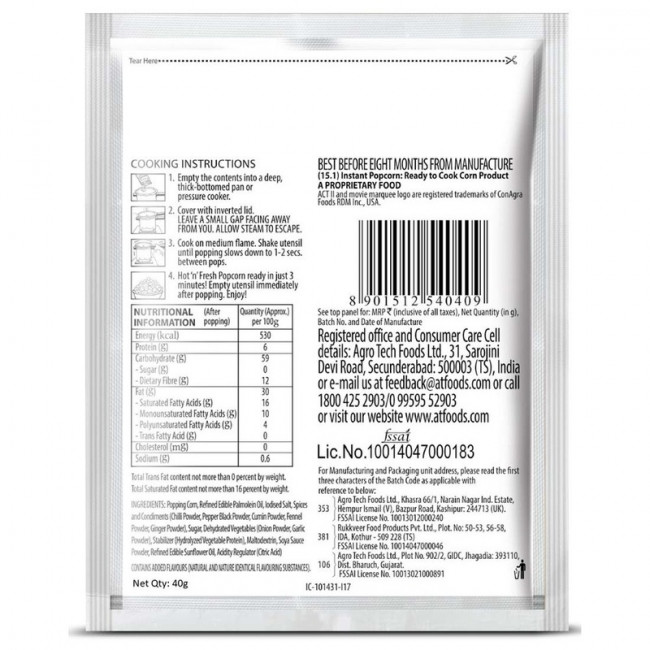 Tear Here
COOKING INSTRUCTIONS
1. Empty the contents into a deep,
thick-bottomed pan or
pressure cooker.
2. Cover with inverted lid.
LEAVE A SMALL GAP FACING AWAY
FROM YOU. ALLOW STEAM TO ESCAPE.
3. Cook on medium flame. Shake utensil
until popping slows down to 1-2 secs.
between pops.
4. Hot 'n' Fresh Popcorn ready in just 3
minutes! Empty utensil immediately
after popping. Enjoy!
NUTRITIONAL INFORMATION (After popping) Quantity (Approx.) per 100g
Energy (kcal) 530
Protein (g) 6
Carbohydrate (g) 59
- Sugar (g) 0
- Dietary Fibre (g) 12
Fat (g) 30
- Saturated Fatty Acids (g) 16
- Monounsaturated Fatty Acids (g) 10
- Polyunsaturated Fatty Acids (g) 4
- Trans Fatty Acid (g) 0
Cholesterol (mg) 0
Sodium (g) 0.6
Total Trans Fat content not more than 0 percent by weight.
Total Saturated Fat content not more than 16 percent by weight.
INGREDIENTS: Popping Corn, Refined Edible Palmolein Oil, Iodised Salt, Spices
and Condiments (Chilli Powder, Pepper Black Powder, Cumin Powder, Fennel
Powder, Ginger Powder), Sugar, Dehydrated Vegetables (Onion Powder, Garlic
Powder), Stabilizer (Hydrolyzed Vegetable Protein), Maltodextrin, Soya Sauce
Powder, Refined Edible Sunflower Oil, Acidity Regulator (Citric Acid)
CONTAINS ADDED FLAVOURS (NATURAL AND NATURE IDENTICAL FLAVOURING SUBSTANCES).
Net Qty: 40g
BEST BEFORE EIGHT MONTHS FROM MANUFACTURE
(15.1) Instant Popcorn: Ready to Cook Corn Product
A PROPRIETARY FOOD
ACT II and movie marquee logo are registered trademarks of ConAgra
Foods RDM Inc., USA.
8 901512 540409
See top panel for: MRP ₹ (inclusive of all taxes), Net Quantity (in g),
Batch No. and Date of Manufacture
Registered office and Consumer Care Cell
details: Agro Tech Foods Ltd., 31, Sarojini
Devi Road, Secunderabad: 500003 (TS), India
or e-mail us at feedback@atfoods.com or call
1800 425 2903/0 99595 52903
or visit our website www.atfoods.com
fssai
Lic.No.10014047000183
For Manufacturing and Packaging unit address, please read the first
three characters of the Batch Code as applicable with
reference to below:
353 Agro Tech Foods Ltd., Khasra 66/1, Narain Nagar Ind. Estate,
Hempur Ismail (V), Bazpur Road, Kashipur: 244713 (UK).
FSSAI License No. 10013012000240
381 Rukkveer Food Products Pvt. Ltd., Plot. No: 50-53, 56-58,
IDA, Kothur - 509 228 (TS)
FSSAI License No. 10014047000046
106 Agro Tech Foods Ltd., Plot No. 902/2, GIDC, Jhagadia: 393110,
Dist. Bharuch, Gujarat.
FSSAI License No. 10013021000891
IC-101431-I17